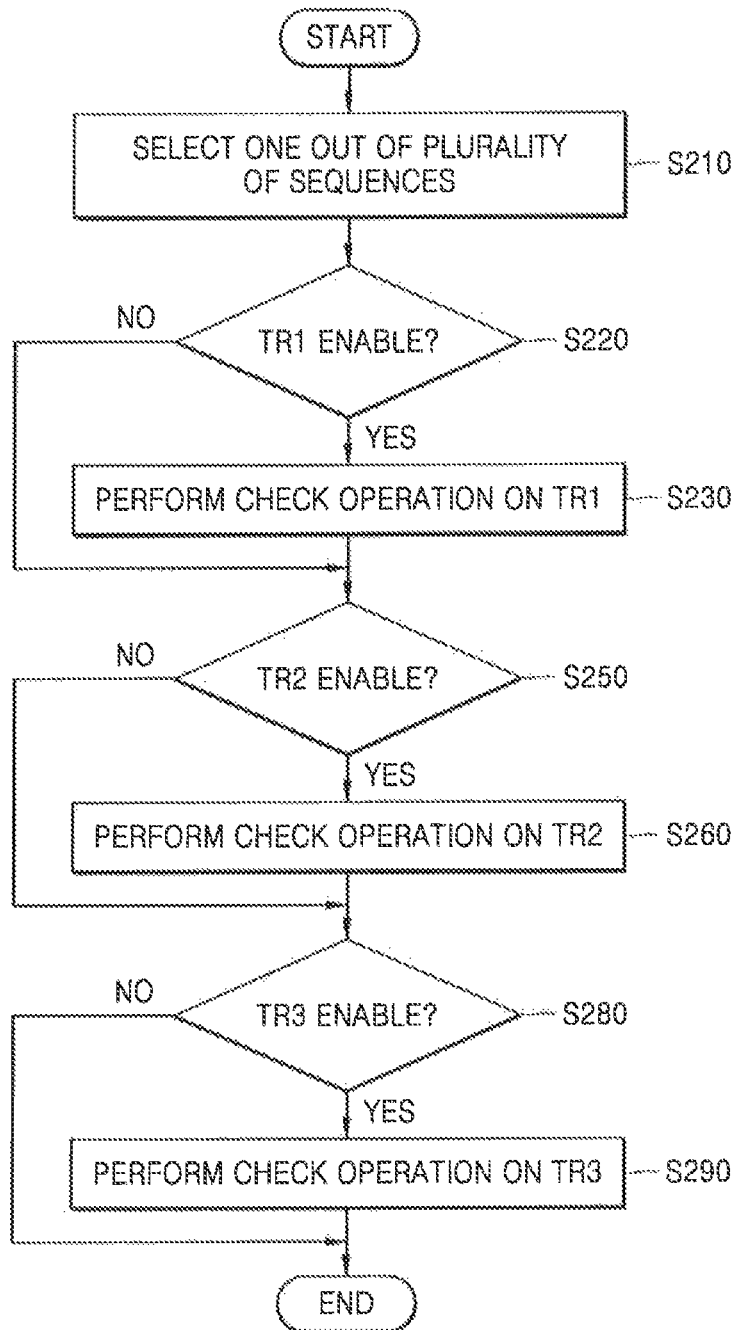 START
SELECT ONE OUT OF PLURALITY
OF SEQUENCES
S210
NO
TR1 ENABLE?
S220
YES
PERFORM CHECK OPERATION ON TR1
S230
NO
TR2 ENABLE?
S250
YES
PERFORM CHECK OPERATION ON TR2
S260
NO
TR3 ENABLE?
S280
YES
PERFORM CHECK OPERATION ON TR3
S290
END